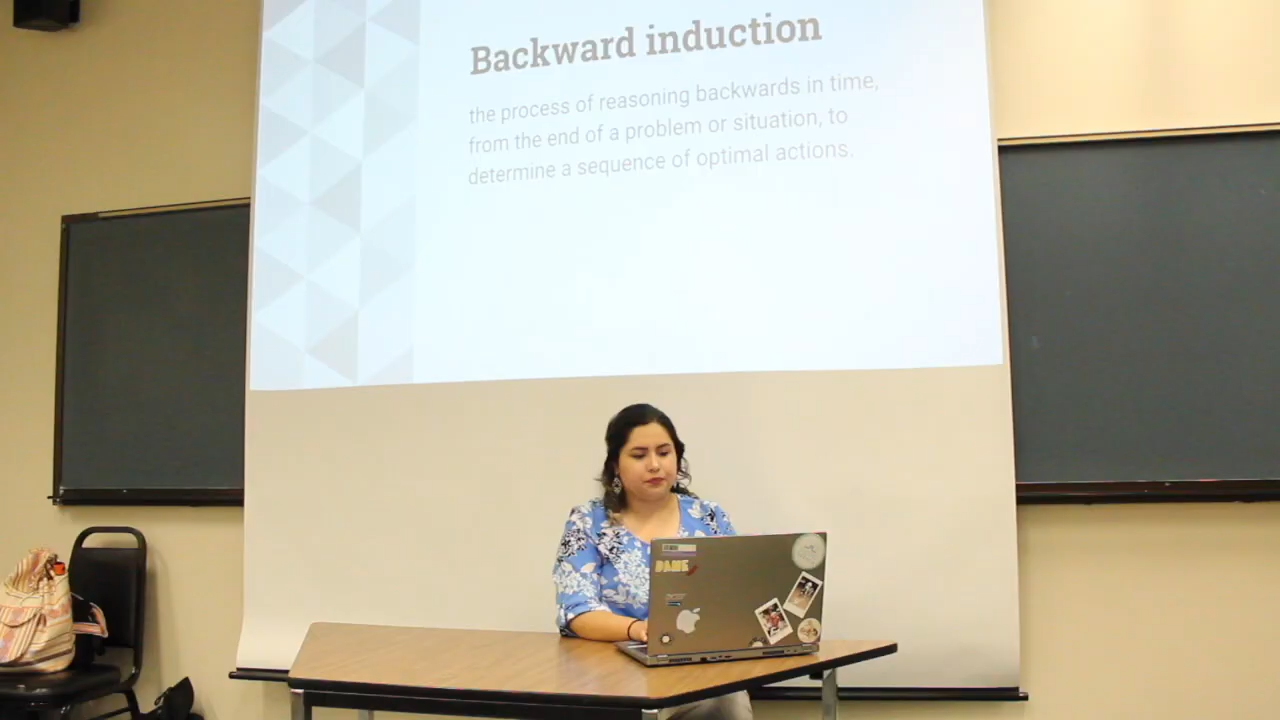 Backward induction
the process of reasoning backwards in time,
from the end of a problem or situation, to
determine a sequence of optimal actions.